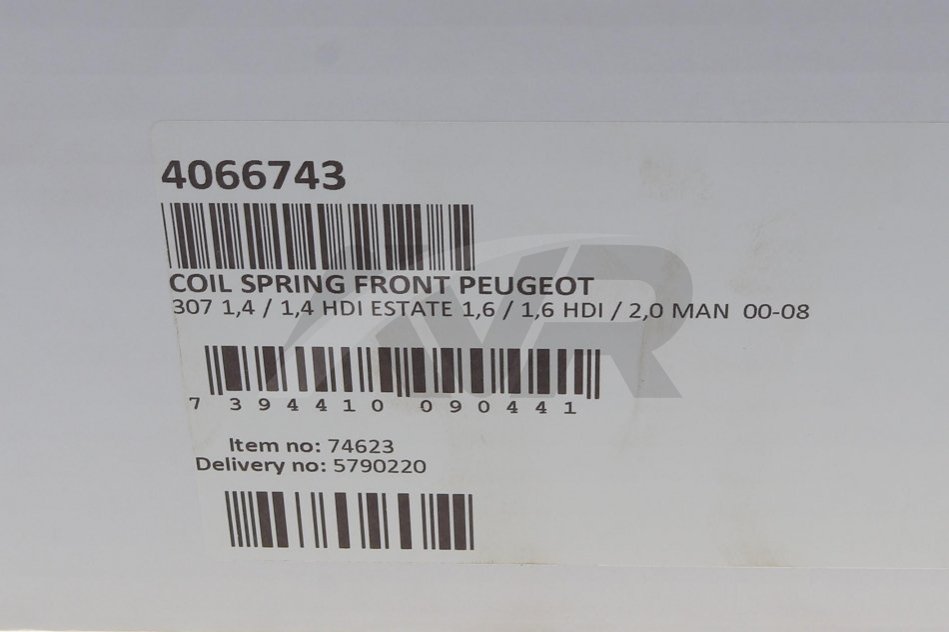 4066743
COIL SPRING FRONT PEUGEOT
307 1,4 / 1,4 HDI ESTATE 1,6 / 1,6 HDI / 2,0 MAN 00-08
AVR
7 394410 090441
Item no: 74623
Delivery no: 5790220